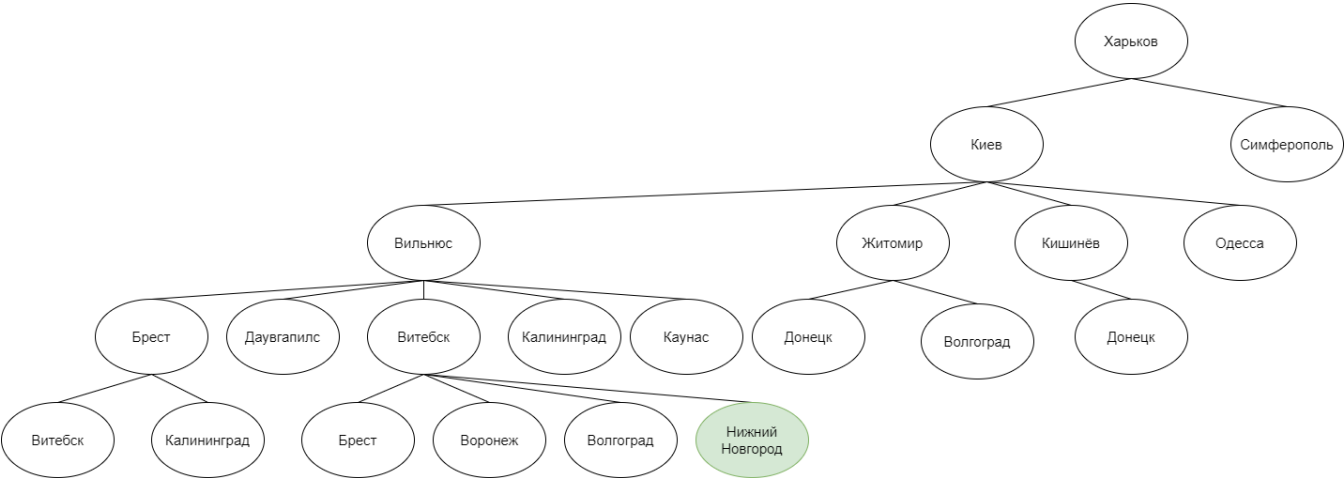 Харьков
Киев
Симферополь
Вильнюс
Житомир
Кишинёв
Одесса
Брест
Даувгапилс
Витебск
Калининград
Каунас
Донецк
Волгоград
Донецк
Витебск
Калининград
Брест
Воронеж
Волгоград
Нижний
Новгород